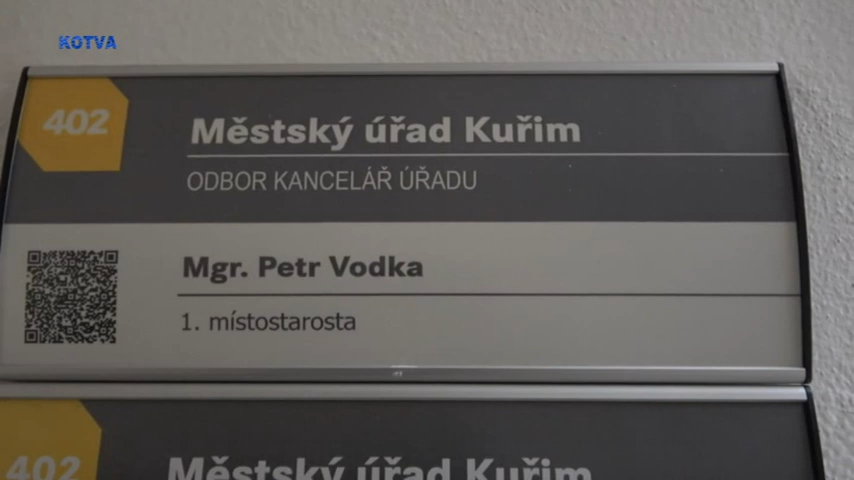 KOTVA
402
Městský úřad Kuřim
ODBOR KANCELÁŘ ÚŘADU
Mgr. Petr Vodka
1. místostarosta
402
Městský úřad Kuřim